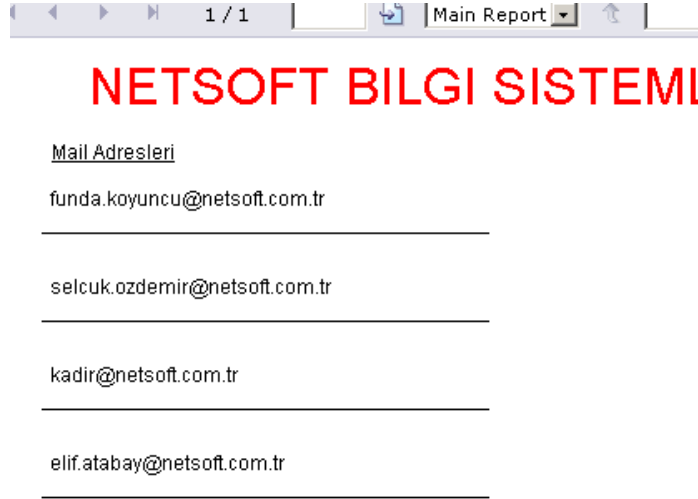 1 / 1 Main Report
NETSOFT BILGI
Mail Adresleri
funda.koyuncu@netsoft.com.tr
selcuk.ozdemir@netsoft.com.tr
kadir@netsoft.com.tr
elif.atabay@netsoft.com.tr